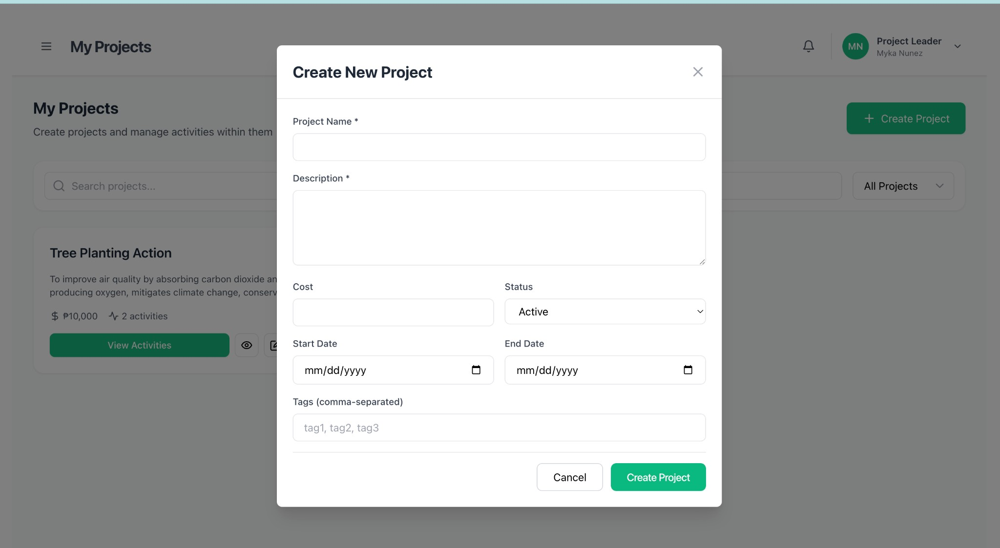 My Projects
MN
Project Leader
Myka Nunez
My Projects
Create projects and manage activities within them
Create Project
Search projects...
All Projects
Tree Planting Action
To improve air quality by absorbing carbon dioxide an
producing oxygen, mitigates climate change, conserv
$ ₱10,000 2 activities
View Activities
Create New Project
Project Name *
Description *
Cost
Status
Active
Start Date
End Date
mm/dd/yyyy
mm/dd/yyyy
Tags (comma-separated)
tag1, tag2, tag3
Cancel
Create Project